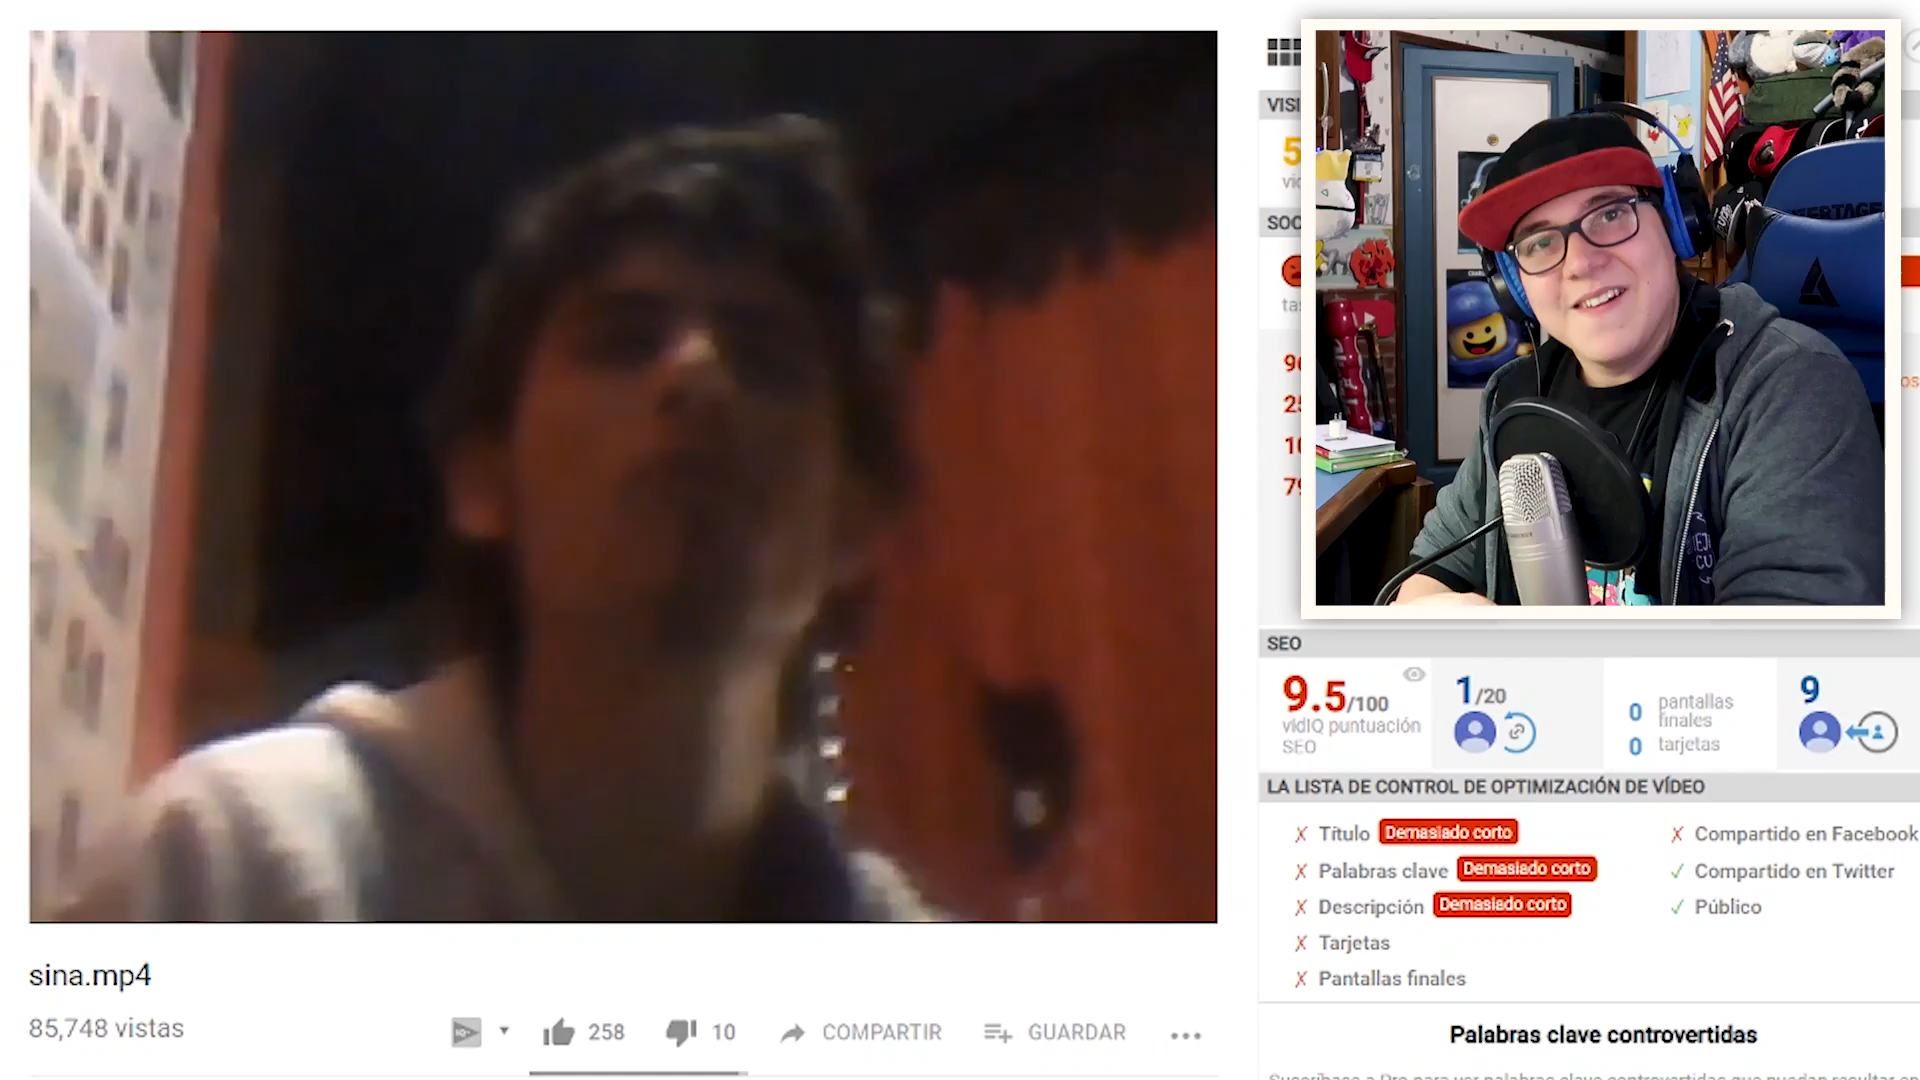 sina.mp4
85,748 vistas
258
10
COMPARTIR
GUARDAR
SEO
9.5/100
vidIQ puntuación
SEO
1/20
0 pantallas
finales
0 tarjetas
9
LA LISTA DE CONTROL DE OPTIMIZACIÓN DE VÍDEO
Título Demasiado corto
Palabras clave Demasiado corto
Descripción Demasiado corto
Tarjetas
Pantallas finales
Compartido en Facebook
Compartido en Twitter
Público
Palabras clave controvertidas